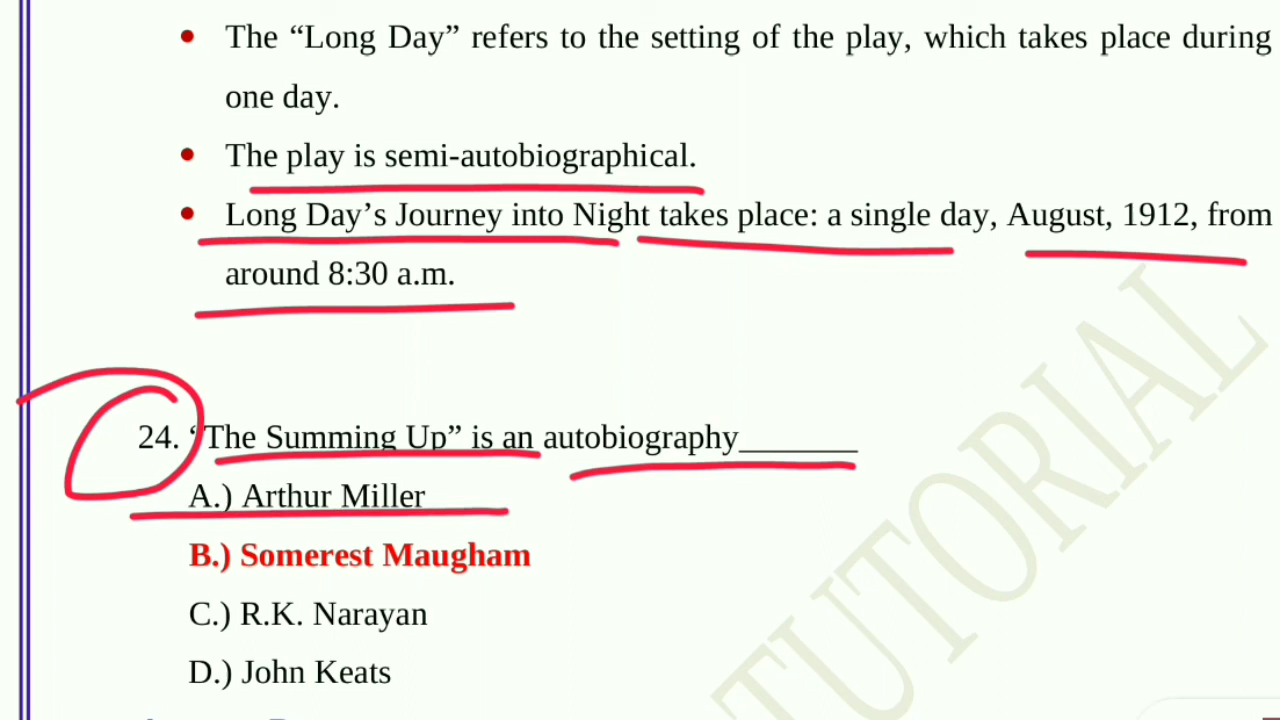 • The “Long Day” refers to the setting of the play, which takes place during
one day.
• The play is semi-autobiographical.
• Long Day’s Journey into Night takes place: a single day, August, 1912, from
around 8:30 a.m.
24. “The Summing Up” is an autobiography_______
A.) Arthur Miller
B.) Somerest Maugham
C.) R.K. Narayan
D.) John Keats
TUTORIAL